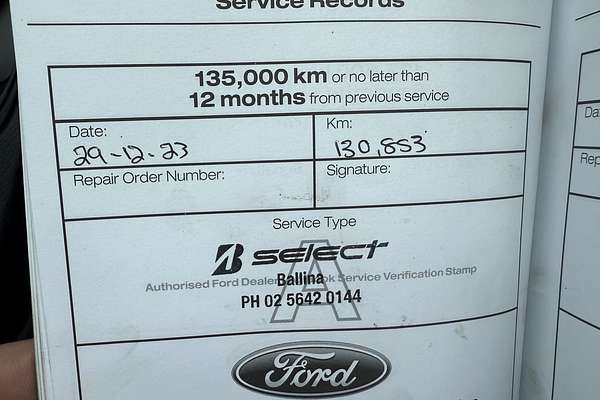 Service Records
135,000 km or no later than
12 months from previous service
Date:
29-12-23
Km:
130,853
Repair Order Number:
Signature:
Service Type
B select
A
Authorised Ford Dealer Service Verification Stamp
Ballina
PH 02 5642 0144
Ford
Da
Rep